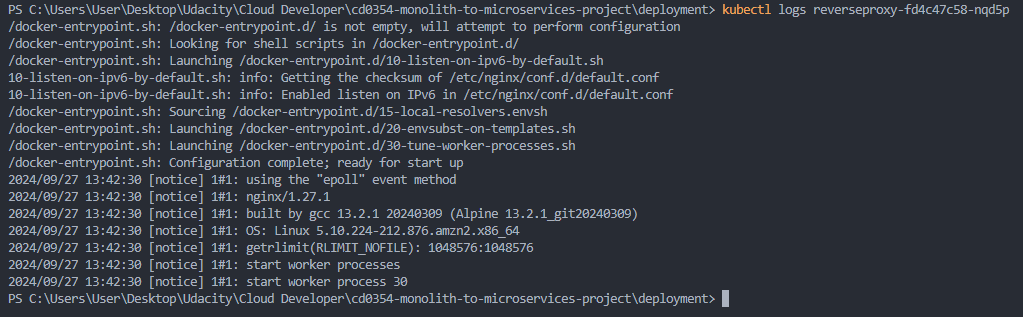 PS C:\Users\User\Desktop\Udacity\Cloud Developer\cd0354-monolith-to-microservices-project\deployment> kubectl logs reverseproxy-fd4c47c58-nqd5p
/docker-entrypoint.sh: /docker-entrypoint.d/ is not empty, will attempt to perform configuration
/docker-entrypoint.sh: Looking for shell scripts in /docker-entrypoint.d/
/docker-entrypoint.sh: Launching /docker-entrypoint.d/10-listen-on-ipv6-by-default.sh
10-listen-on-ipv6-by-default.sh: info: Getting the checksum of /etc/nginx/conf.d/default.conf
10-listen-on-ipv6-by-default.sh: info: Enabled listen on IPv6 in /etc/nginx/conf.d/default.conf
/docker-entrypoint.sh: Sourcing /docker-entrypoint.d/15-local-resolvers.envsh
/docker-entrypoint.sh: Launching /docker-entrypoint.d/20-envsubst-on-templates.sh
/docker-entrypoint.sh: Launching /docker-entrypoint.d/30-tune-worker-processes.sh
/docker-entrypoint.sh: Configuration complete; ready for start up
2024/09/27 13:42:30 [notice] 1#1: using the "epoll" event method
2024/09/27 13:42:30 [notice] 1#1: nginx/1.27.1
2024/09/27 13:42:30 [notice] 1#1: built by gcc 13.2.1 20240309 (Alpine 13.2.1_git20240309)
2024/09/27 13:42:30 [notice] 1#1: OS: Linux 5.10.224-212.876.amzn2.x86_64
2024/09/27 13:42:30 [notice] 1#1: getrlimit(RLIMIT_NOFILE): 1048576:1048576
2024/09/27 13:42:30 [notice] 1#1: start worker processes
2024/09/27 13:42:30 [notice] 1#1: start worker process 30
PS C:\Users\User\Desktop\Udacity\Cloud Developer\cd0354-monolith-to-microservices-project\deployment>